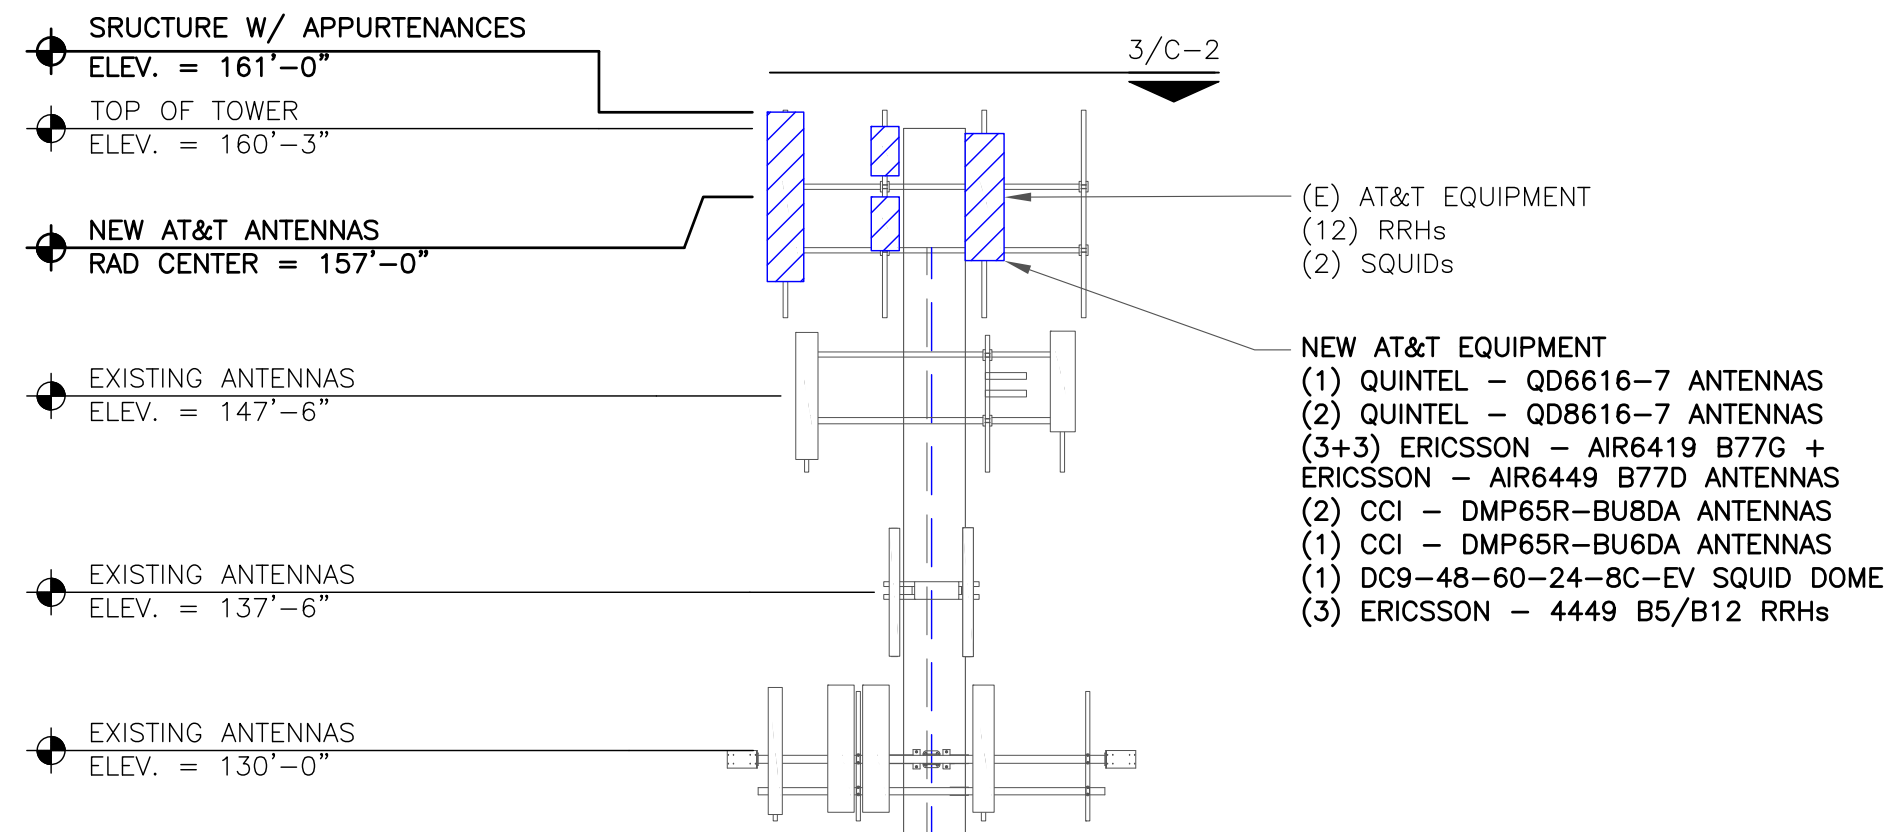 SRUCTURE W/ APPURTENANCES
ELEV. = 161'-0"
TOP OF TOWER
ELEV. = 160'-3"
NEW AT&T ANTENNAS
RAD CENTER = 157'-0"
EXISTING ANTENNAS
ELEV. = 147'-6"
EXISTING ANTENNAS
ELEV. = 137'-6"
EXISTING ANTENNAS
ELEV. = 130'-0"
3/C-2
(E) AT&T EQUIPMENT
(12) RRHs
(2) SQUIDs
NEW AT&T EQUIPMENT
(1) QUINTEL - QD6616-7 ANTENNAS
(2) QUINTEL - QD8616-7 ANTENNAS
(3+3) ERICSSON - AIR6419 B77G +
ERICSSON - AIR6449 B77D ANTENNAS
(2) CCI - DMP65R-BU8DA ANTENNAS
(1) CCI - DMP65R-BU6DA ANTENNAS
(1) DC9-48-60-24-8C-EV SQUID DOME
(3) ERICSSON - 4449 B5/B12 RRHs